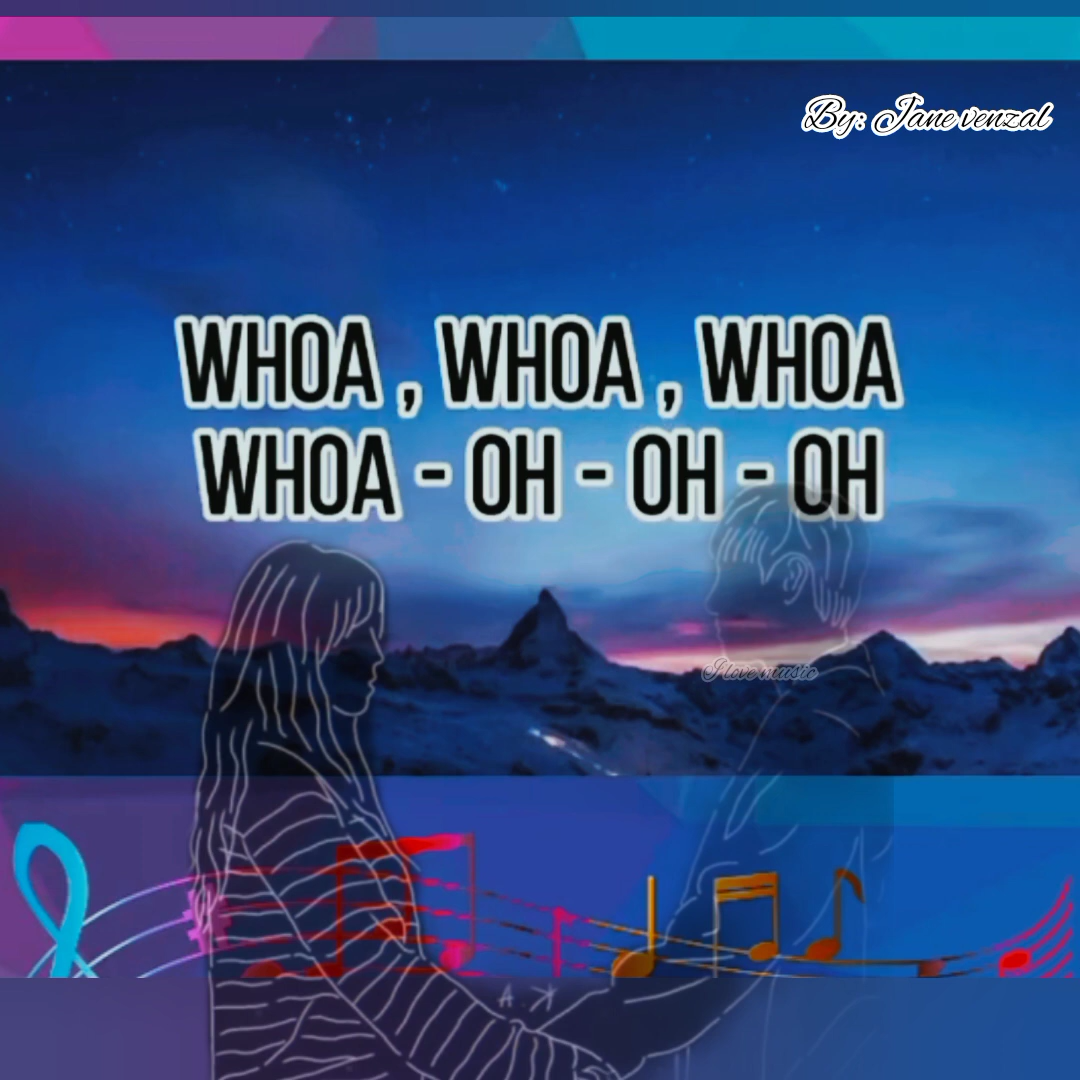 By: Jane venzal
WHOA , WHOA , WHOA
WHOA - OH - OH - OH
I love music
A.K